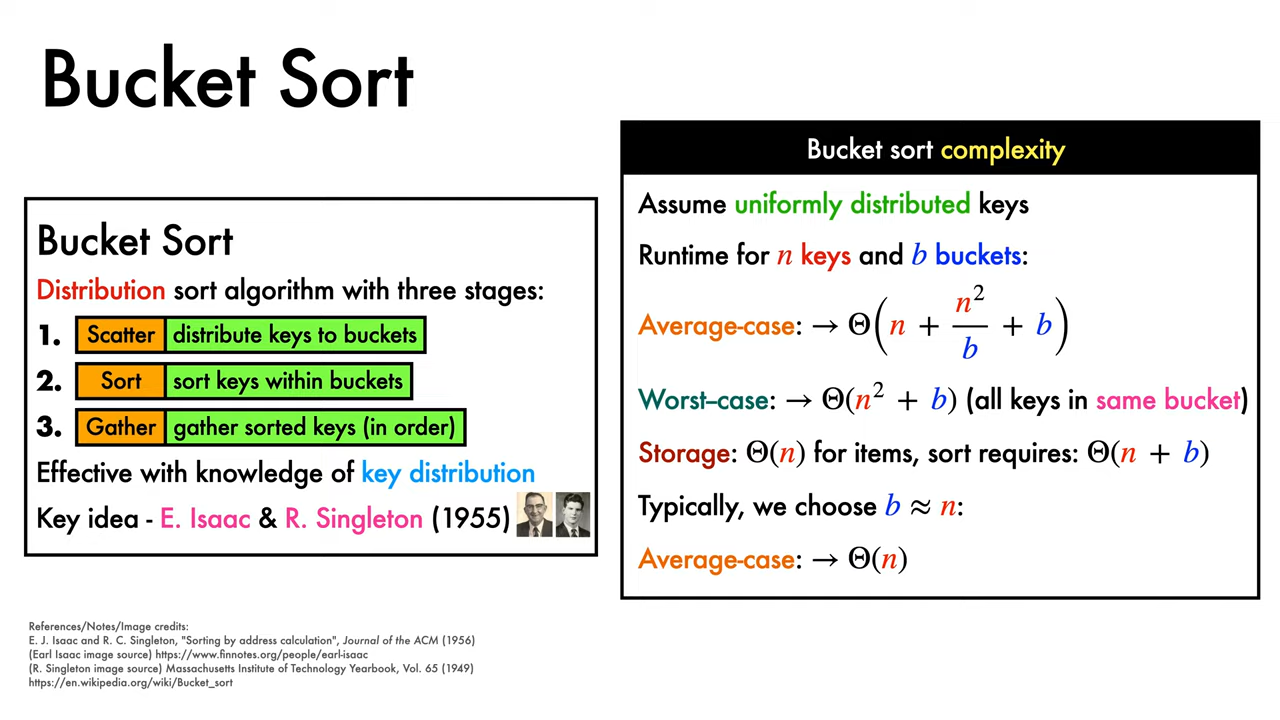 Bucket Sort
Bucket Sort
Distribution sort algorithm with three stages:
1. Scatter distribute keys to buckets
2. Sort sort keys within buckets
3. Gather gather sorted keys (in order)
Effective with knowledge of key distribution
Key idea - E. Isaac & R. Singleton (1955)
Bucket sort complexity
Assume uniformly distributed keys
Runtime for n keys and b buckets:
Average-case: → Θ(n + n²/b + b)
Worst–case: → Θ(n² + b) (all keys in same bucket)
Storage: Θ(n) for items, sort requires: Θ(n + b)
Typically, we choose b ≈ n:
Average-case: → Θ(n)
References/Notes/Image credits:
E. J. Isaac and R. C. Singleton, "Sorting by address calculation", Journal of the ACM (1956)
(Earl Isaac image source) https://www.finnotes.org/people/earl-isaac
(R. Singleton image source) Massachusetts Institute of Technology Yearbook, Vol. 65 (1949)
https://en.wikipedia.org/wiki/Bucket_sort